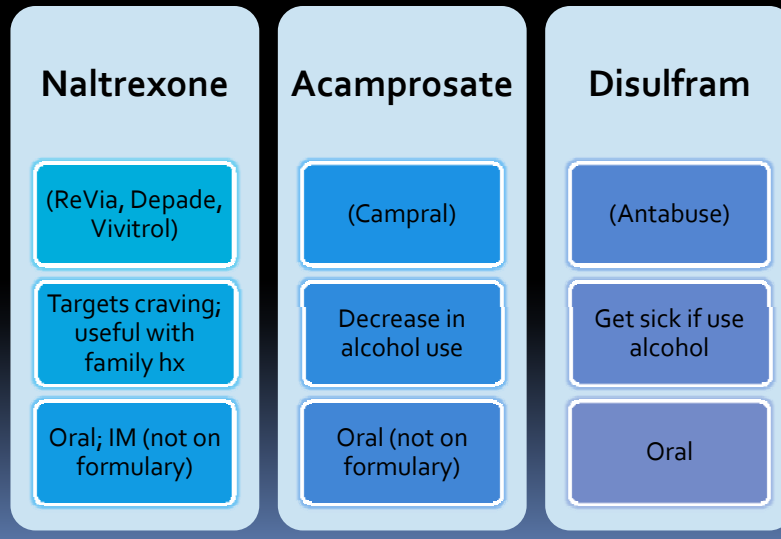 Naltrexone
(ReVia, Depade,
Vivitrol)
Targets craving;
useful with
family hx
Oral; IM (not on
formulary)
Acamprosate
(Campral)
Decrease in
alcohol use
Oral (not on
formulary)
Disulfram
(Antabuse)
Get sick if use
alcohol
Oral